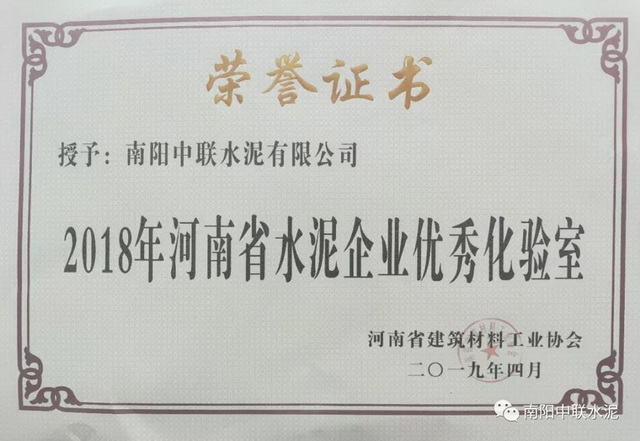 荣誉证书
授予：南阳中联水泥有限公司
2018年河南省水泥企业优秀化验室
河南省建筑材料工业协会
二〇一九年四月
南阳中联水泥